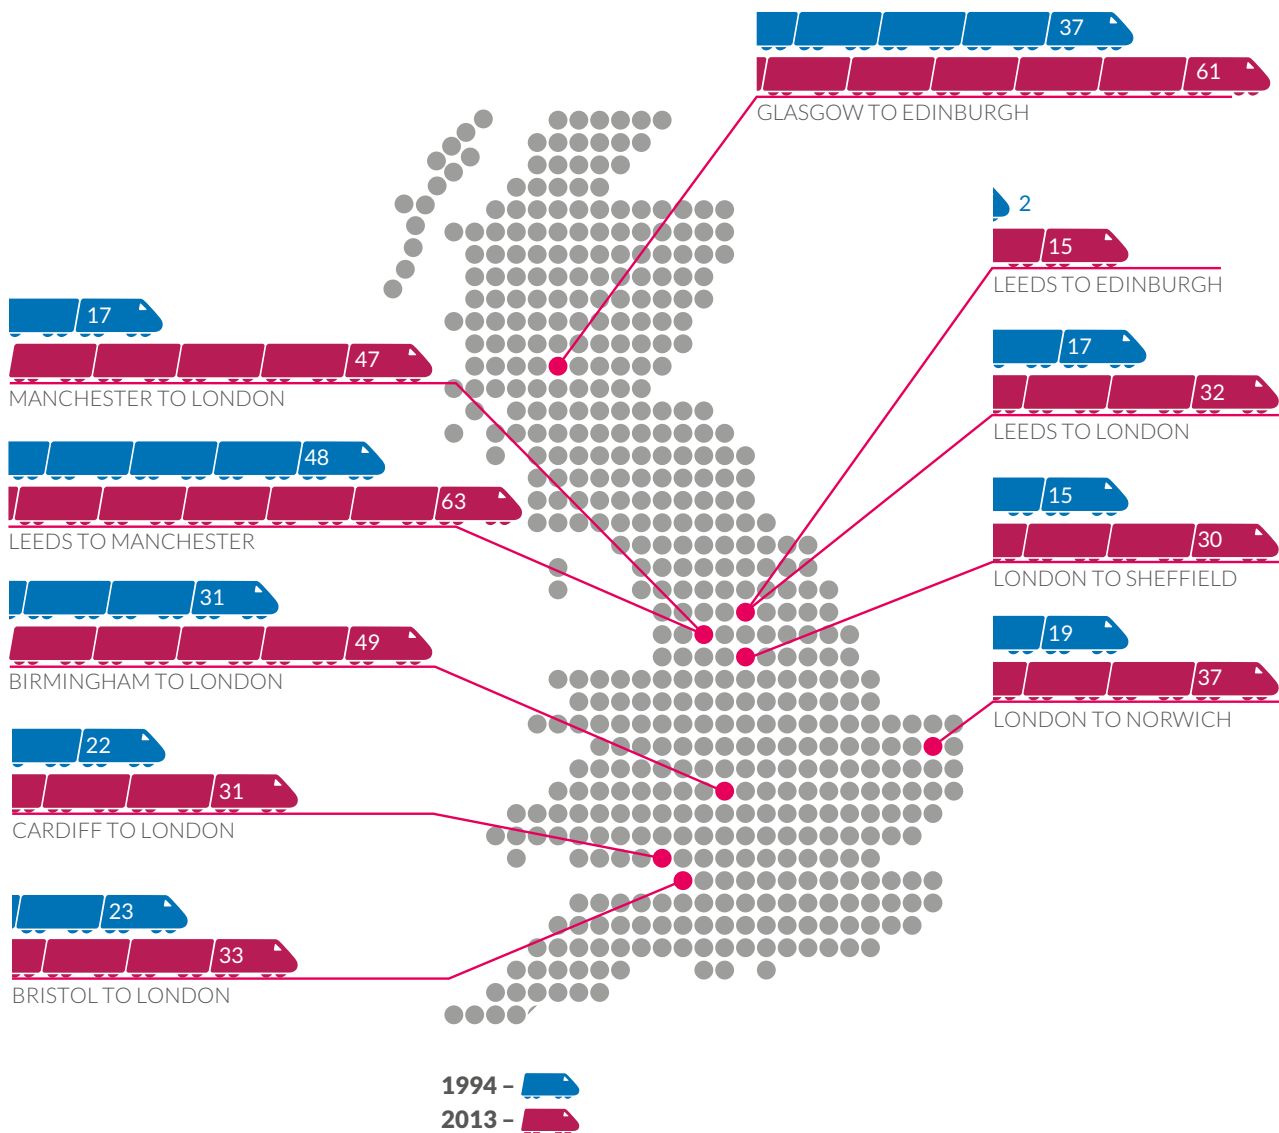 37
61
GLASGOW TO EDINBURGH
2
15
LEEDS TO EDINBURGH
17
47
MANCHESTER TO LONDON
17
32
LEEDS TO LONDON
48
63
LEEDS TO MANCHESTER
15
30
LONDON TO SHEFFIELD
31
49
BIRMINGHAM TO LONDON
19
37
LONDON TO NORWICH
22
31
CARDIFF TO LONDON
23
33
BRISTOL TO LONDON
1994 –
2013 –